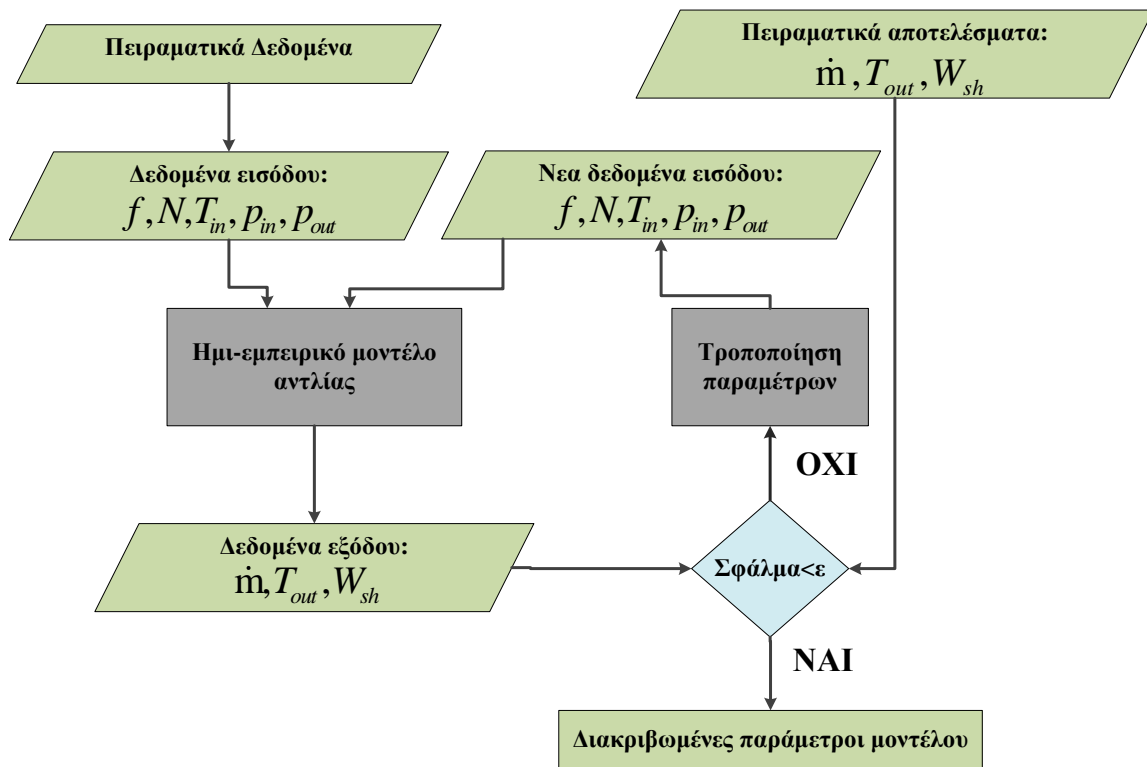 Πειραματικά Δεδομένα
Πειραματικά αποτελέσματα:
ṁ, T_out, W_sh
Δεδομένα εισόδου:
f, N, T_in, p_in, p_out
Νεα δεδομένα εισόδου:
f, N, T_in, p_in, p_out
Ημι-εμπειρικό μοντέλο
αντλίας
Τροποποίηση
παραμέτρων
ΟΧΙ
Δεδομένα εξόδου:
ṁ, T_out, W_sh
Σφάλμα<ε
ΝΑΙ
Διακριβωμένες παράμετροι μοντέλου